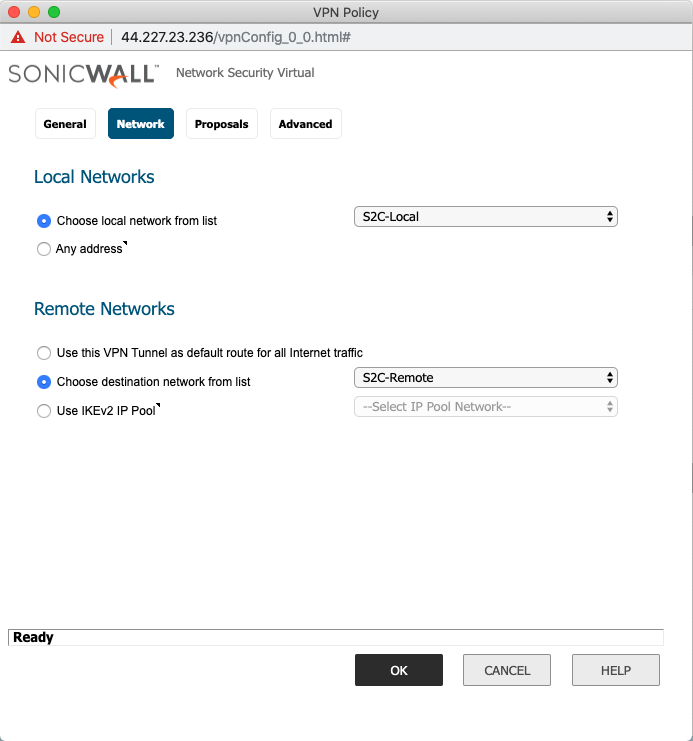 VPN Policy
Not Secure | 44.227.23.236/vpnConfig_0_0.html#
SONICWALL™ Network Security Virtual
General Network Proposals Advanced
Local Networks
Choose local network from list S2C-Local
Any address
Remote Networks
Use this VPN Tunnel as default route for all Internet traffic
Choose destination network from list S2C-Remote
Use IKEv2 IP Pool --Select IP Pool Network--
Ready
OK CANCEL HELP